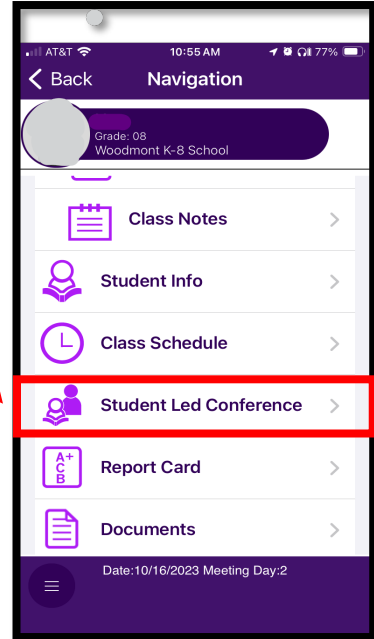 AT&T 10:55 AM 77%
Back Navigation
Grade: 08
Woodmont K-8 School
Class Notes
Student Info
L
Class Schedule
Student Led Conference
A+
C
B
Report Card
Documents
Date:10/16/2023 Meeting Day:2